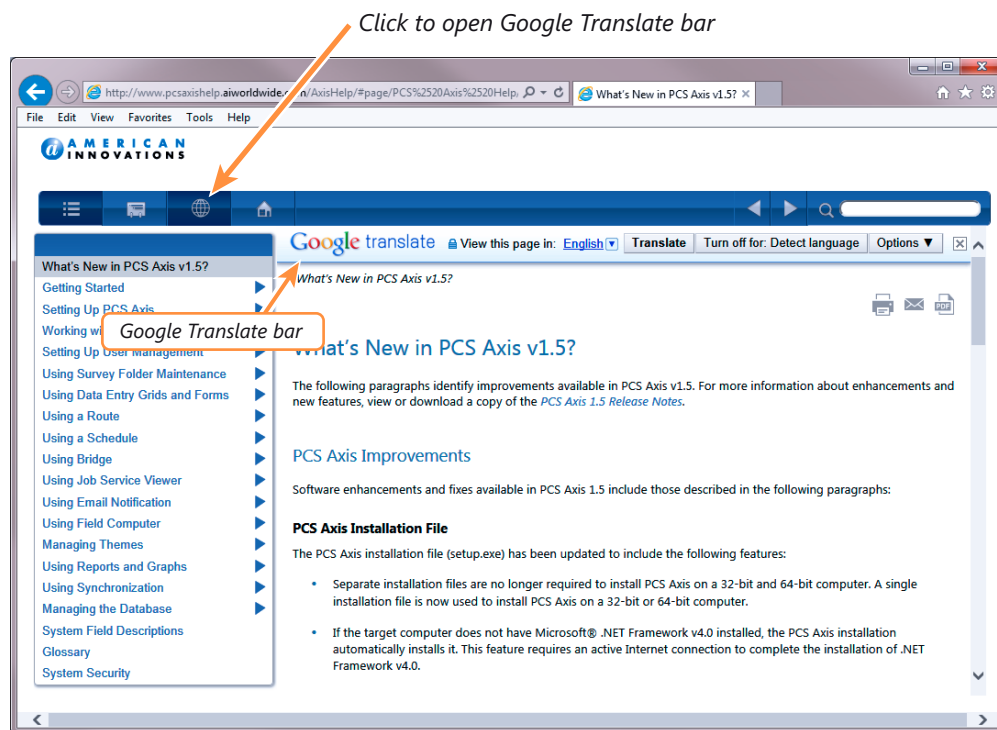 Click to open Google Translate bar
http://www.pcsaxishelp.aiworldwide.c m/AxisHelp/#page/PCS%2520Axis%2520Help,
What's New in PCS Axis v1.5?
File Edit View Favorites Tools Help
AMERICAN
INNOVATIONS
Google translate View this page in: English Translate Turn off for: Detect language Options ▼
What's New in PCS Axis v1.5?
Getting Started
Setting Up PCS Axis
Working wi
Setting Up User Management
Using Survey Folder Maintenance
Using Data Entry Grids and Forms
Using a Route
Using a Schedule
Using Bridge
Using Job Service Viewer
Using Email Notification
Using Field Computer
Managing Themes
Using Reports and Graphs
Using Synchronization
Managing the Database
System Field Descriptions
Glossary
System Security
Google Translate bar
What's New in PCS Axis v1.5?
PDF
What's New in PCS Axis v1.5?
The following paragraphs identify improvements available in PCS Axis v1.5. For more information about enhancements and
new features, view or download a copy of the PCS Axis 1.5 Release Notes.
PCS Axis Improvements
Software enhancements and fixes available in PCS Axis 1.5 include those described in the following paragraphs:
PCS Axis Installation File
The PCS Axis installation file (setup.exe) has been updated to include the following features:
• Separate installation files are no longer required to install PCS Axis on a 32-bit and 64-bit computer. A single
installation file is now used to install PCS Axis on a 32-bit or 64-bit computer.
• If the target computer does not have Microsoft® .NET Framework v4.0 installed, the PCS Axis installation
automatically installs it. This feature requires an active Internet connection to complete the installation of .NET
Framework v4.0.